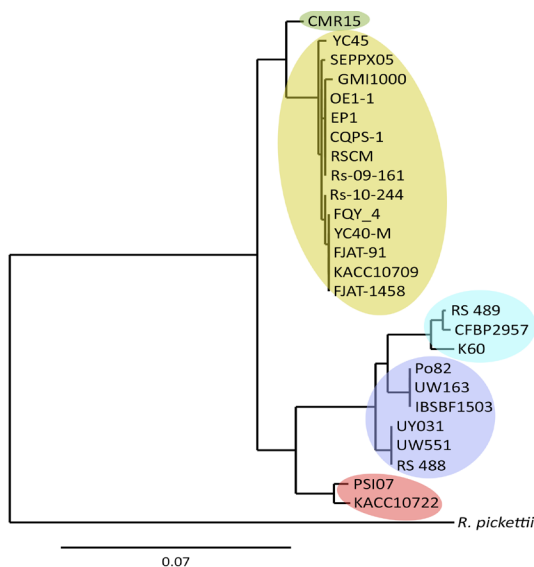 CMR15
YC45
SEPPX05
GMI1000
OE1-1
EP1
CQPS-1
RSCM
Rs-09-161
Rs-10-244
FQY_4
YC40-M
FJAT-91
KACC10709
FJAT-1458
RS 489
CFBP2957
K60
Po82
UW163
IBSBF1503
UY031
UW551
RS 488
PSI07
KACC10722
R. pickettii
0.07